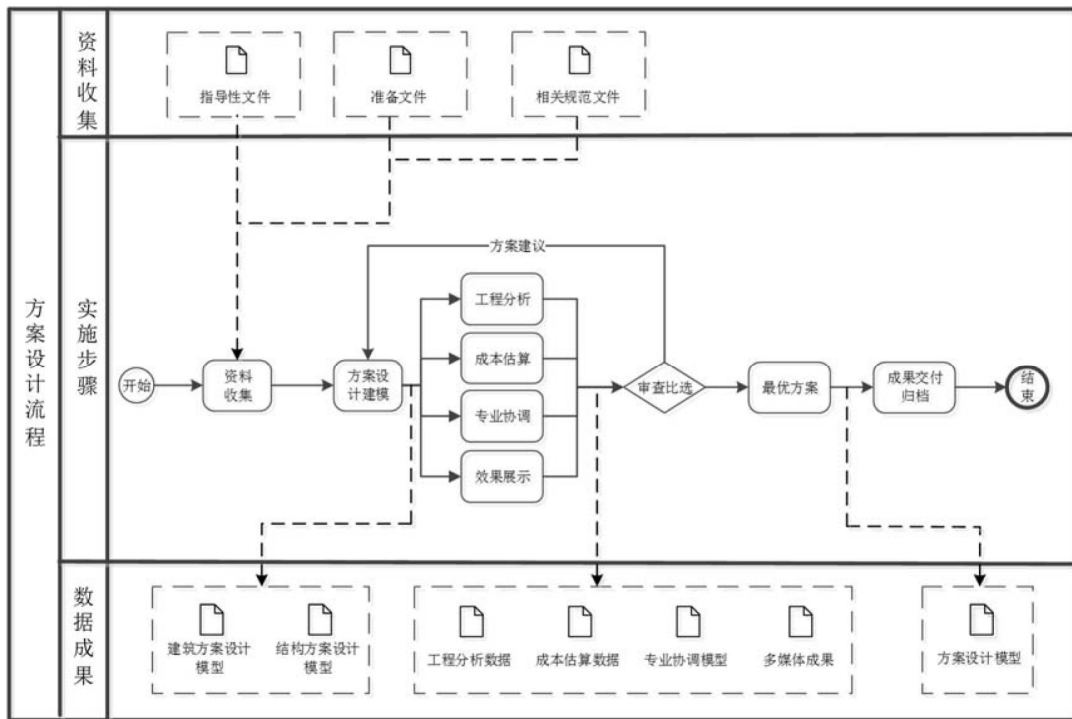 方案设计流程
资料收集
指导性文件
准备文件
相关规范文件
实施步骤
方案建议
开始
资料
收集
方案设
计建模
工程分析
成本估算
专业协调
效果展示
审查比选
最优方案
成果交付
归档
结
束
数据成果
建筑方案设计
模型
结构方案设计
模型
工程分析数据
成本估算数据
专业协调模型
多媒体成果
方案设计模型